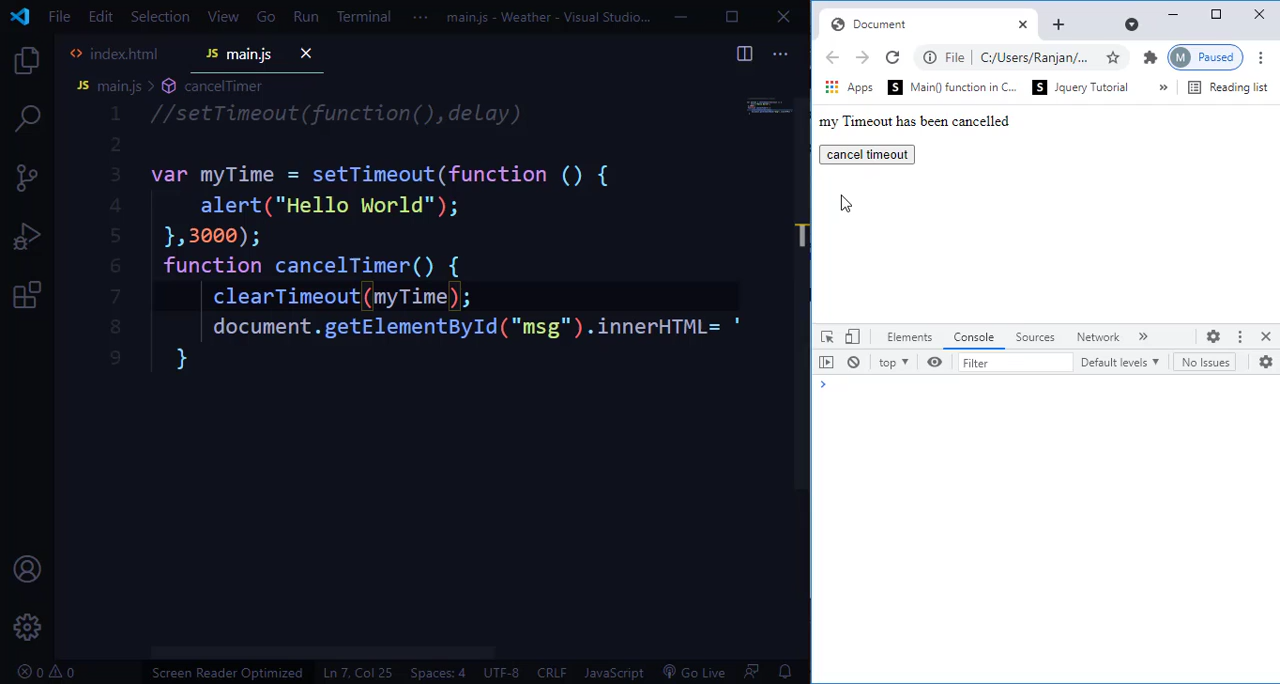 File Edit Selection View Go Run Terminal ··· main.js - Weather - Visual Studio...
index.html JS main.js
JS main.js > cancelTimer
1 //setTimeout(function(),delay)
2
3 var myTime = setTimeout(function () {
4 alert("Hello World");
5 },3000);
6 function cancelTimer() {
7 clearTimeout(myTime);
8 document.getElementById("msg").innerHTML= '
9 }
0 0 Screen Reader Optimized Ln 7, Col 25 Spaces: 4 UTF-8 CRLF JavaScript Go Live
Document
File C:/Users/Ranjan/... M Paused
Apps S Main() function in C... S Jquery Tutorial » Reading list
my Timeout has been cancelled
cancel timeout
Elements Console Sources Network »
top Filter Default levels No Issues
>